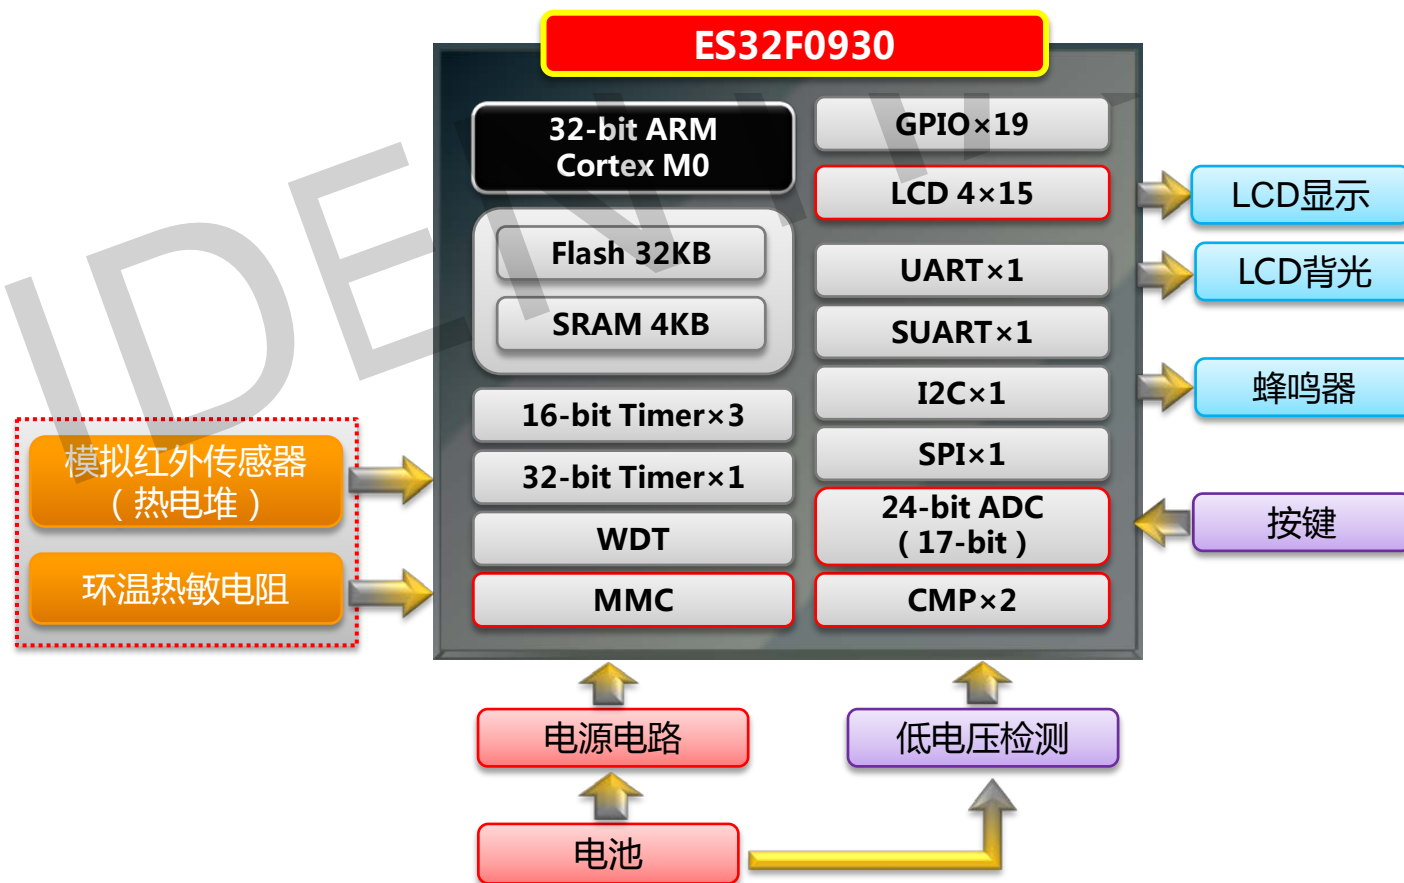 ES32F0930
32-bit ARM
Cortex M0
Flash 32KB
SRAM 4KB
16-bit Timer×3
32-bit Timer×1
WDT
MMC
GPIO×19
LCD 4×15
UART×1
SUART×1
I2C×1
SPI×1
24-bit ADC
(17-bit)
CMP×2
模拟红外传感器
(热电堆)
环温热敏电阻
LCD显示
LCD背光
蜂鸣器
按键
电源电路
低电压检测
电池